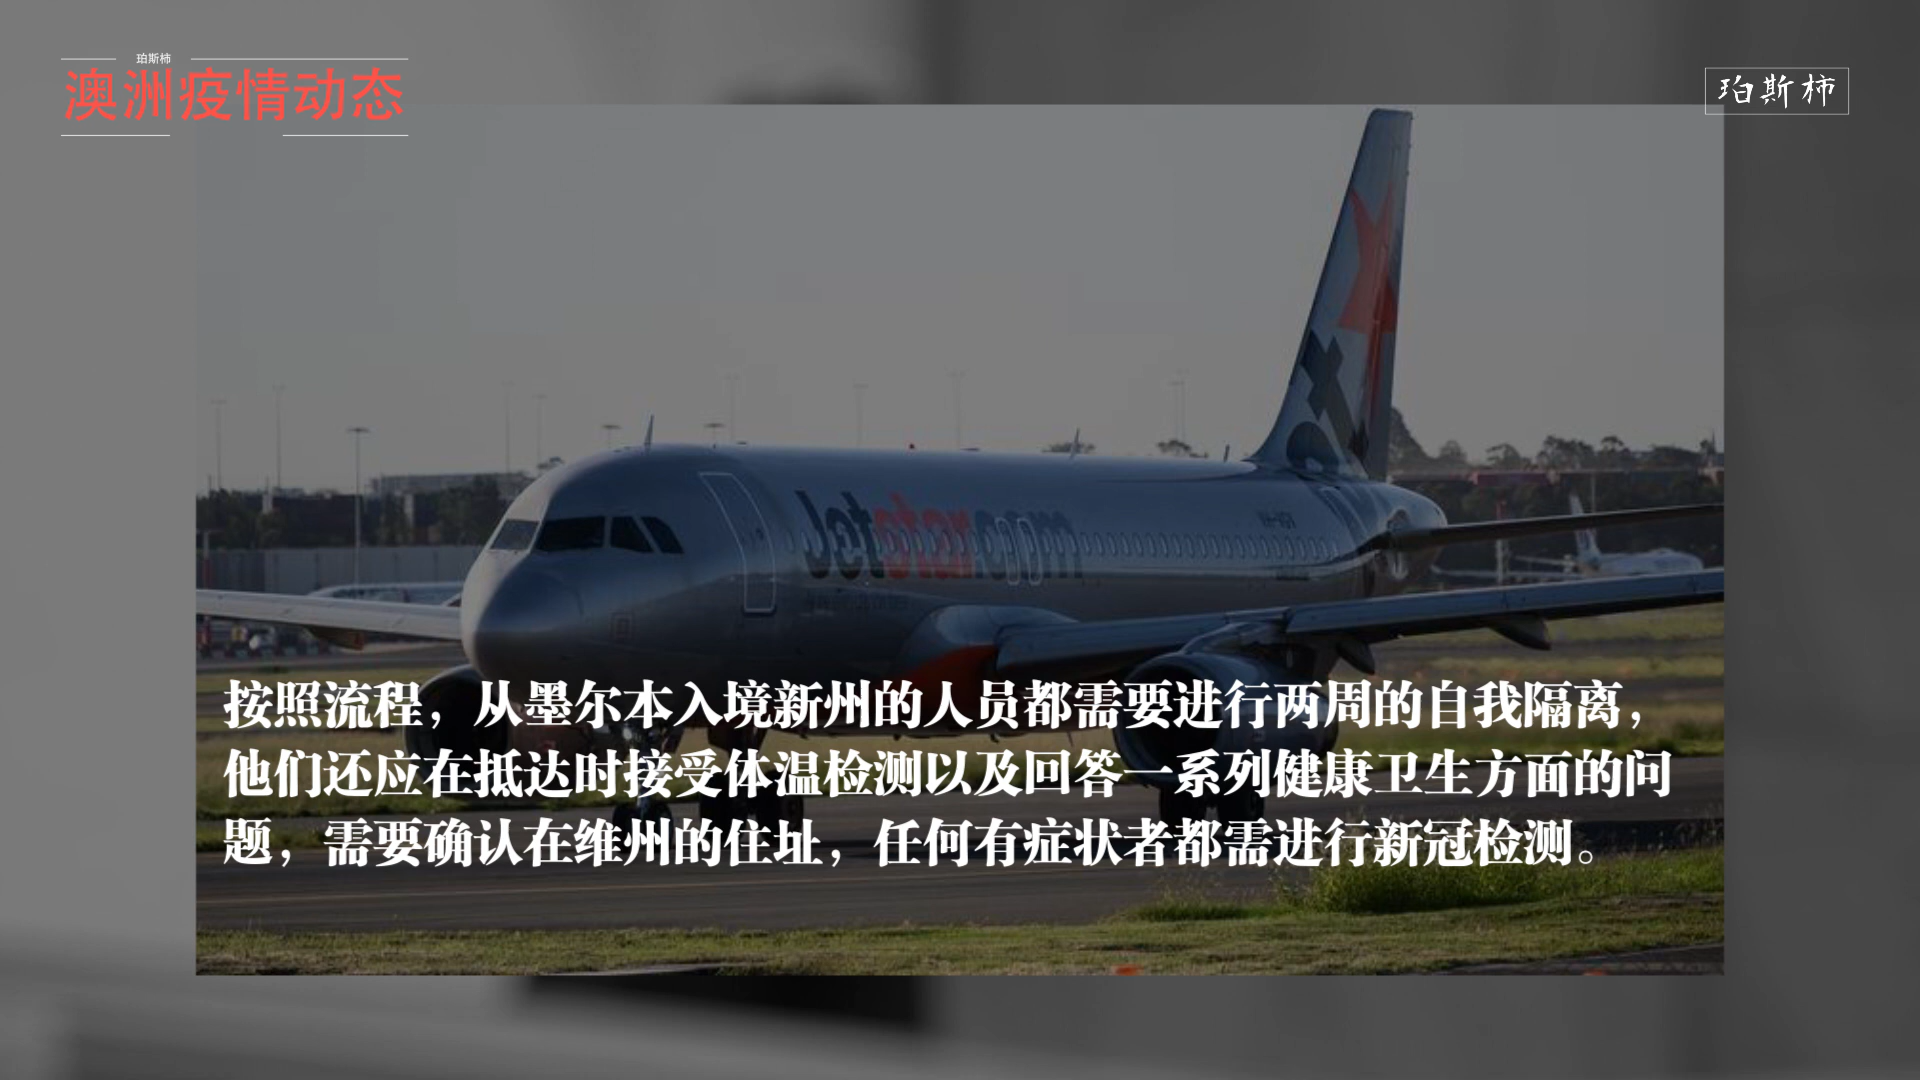 珀斯柿
澳洲疫情动态
珀斯柿
Jetstar.com
按照流程，从墨尔本入境新州的人员都需要进行两周的自我隔离，
他们还应在抵达时接受体温检测以及回答一系列健康卫生方面的问
题，需要确认在维州的住址，任何有症状者都需进行新冠检测。